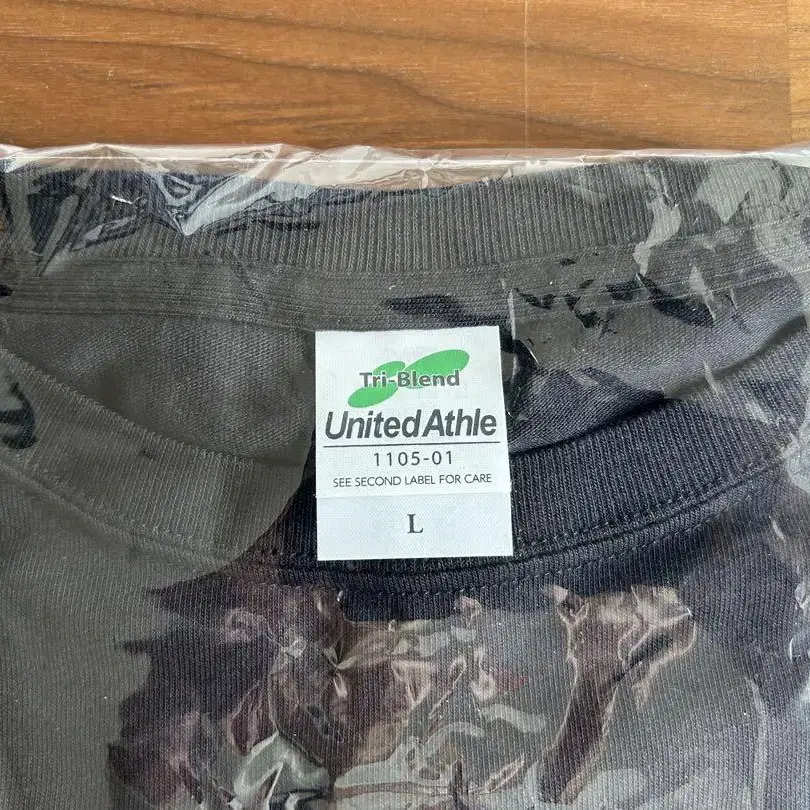 Tri-Blend
United Athle
1105-01
SEE SECOND LABEL FOR CARE
L